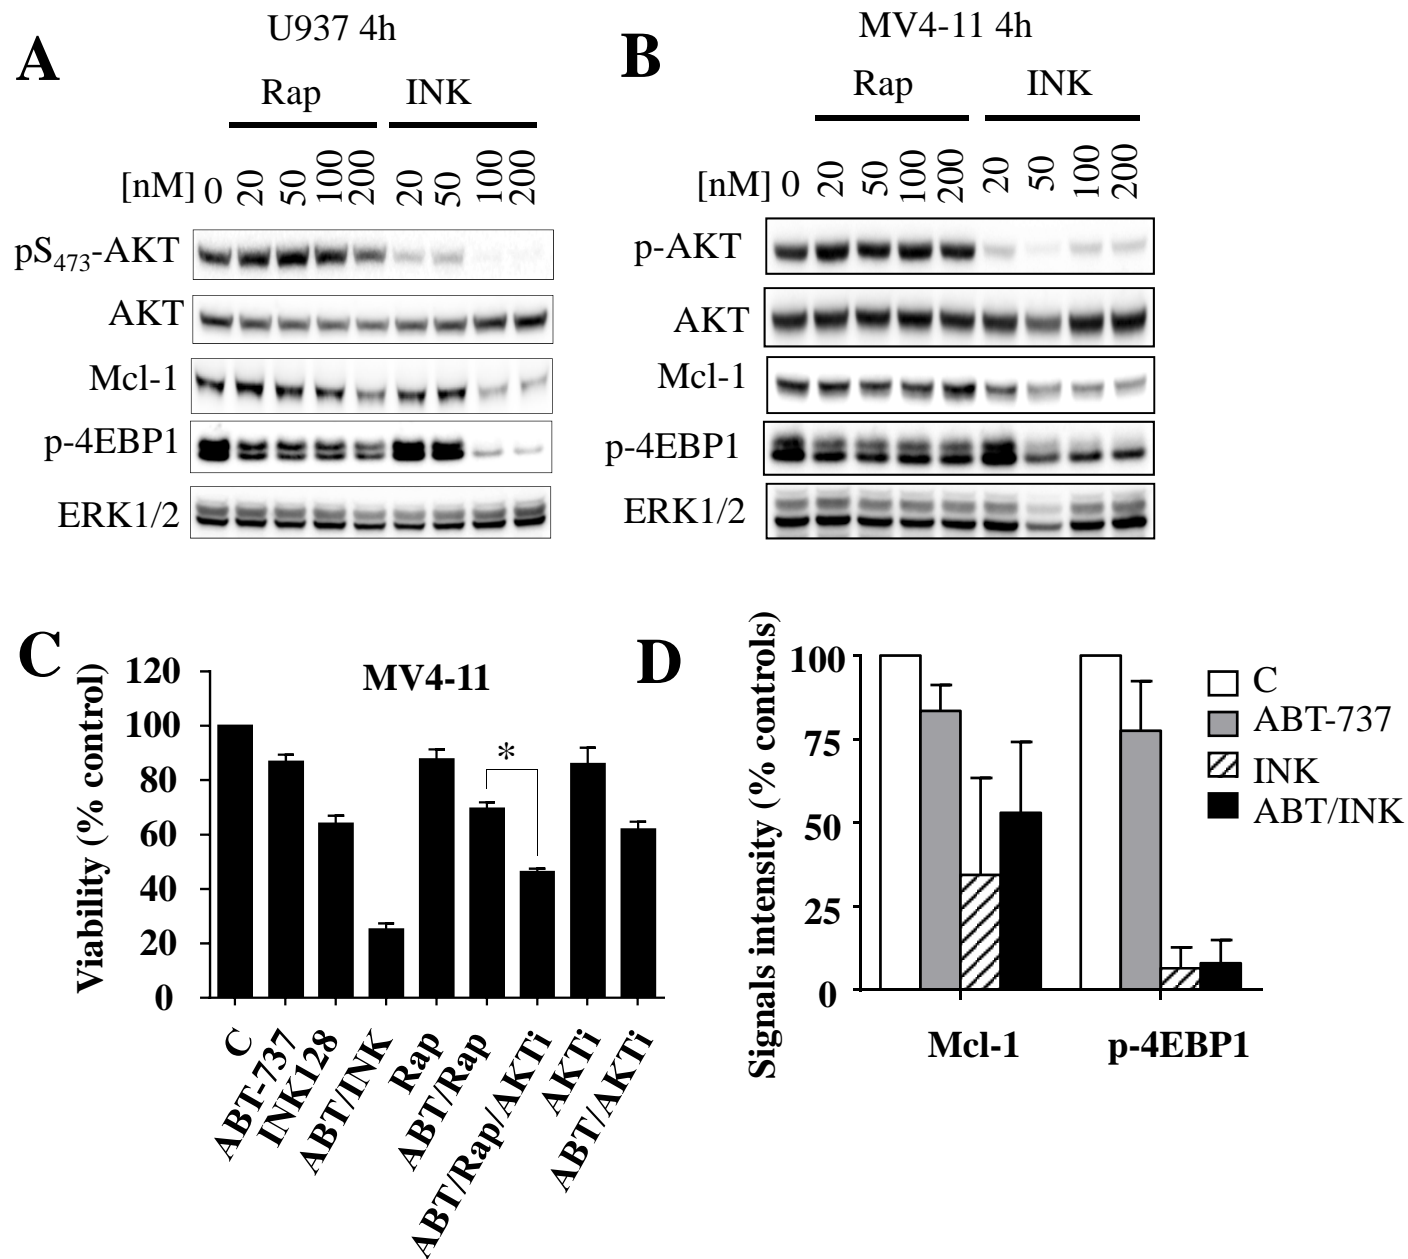 A
U937 4h
Rap INK
[nM] 0 20 50 100 200 20 50 100 200
pS473-AKT
AKT
Mcl-1
p-4EBP1
ERK1/2
B
MV4-11 4h
Rap INK
[nM] 0 20 50 100 200 20 50 100 200
p-AKT
AKT
Mcl-1
p-4EBP1
ERK1/2
C
MV4-11
Viability (% control)
120
100
80
60
40
20
0
*
C
ABT-737
INK128
ABT/INK
Rap
ABT/Rap
ABT/Rap/AKTi
AKTi
ABT/AKTi
D
Signals intensity (% controls)
100
75
50
25
0
Mcl-1 p-4EBP1
C
ABT-737
INK
ABT/INK